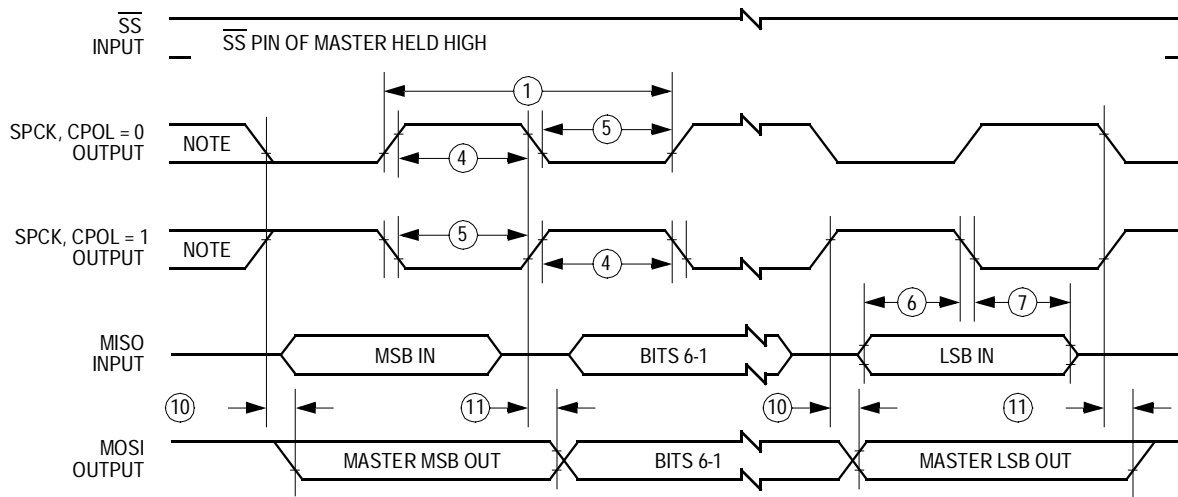 SS
INPUT
SS PIN OF MASTER HELD HIGH
1
SPCK, CPOL = 0
OUTPUT
NOTE
5
4
SPCK, CPOL = 1
OUTPUT
NOTE
5
4
6
7
MISO
INPUT
MSB IN
BITS 6-1
LSB IN
10
11
10
11
MOSI
OUTPUT
MASTER MSB OUT
BITS 6-1
MASTER LSB OUT